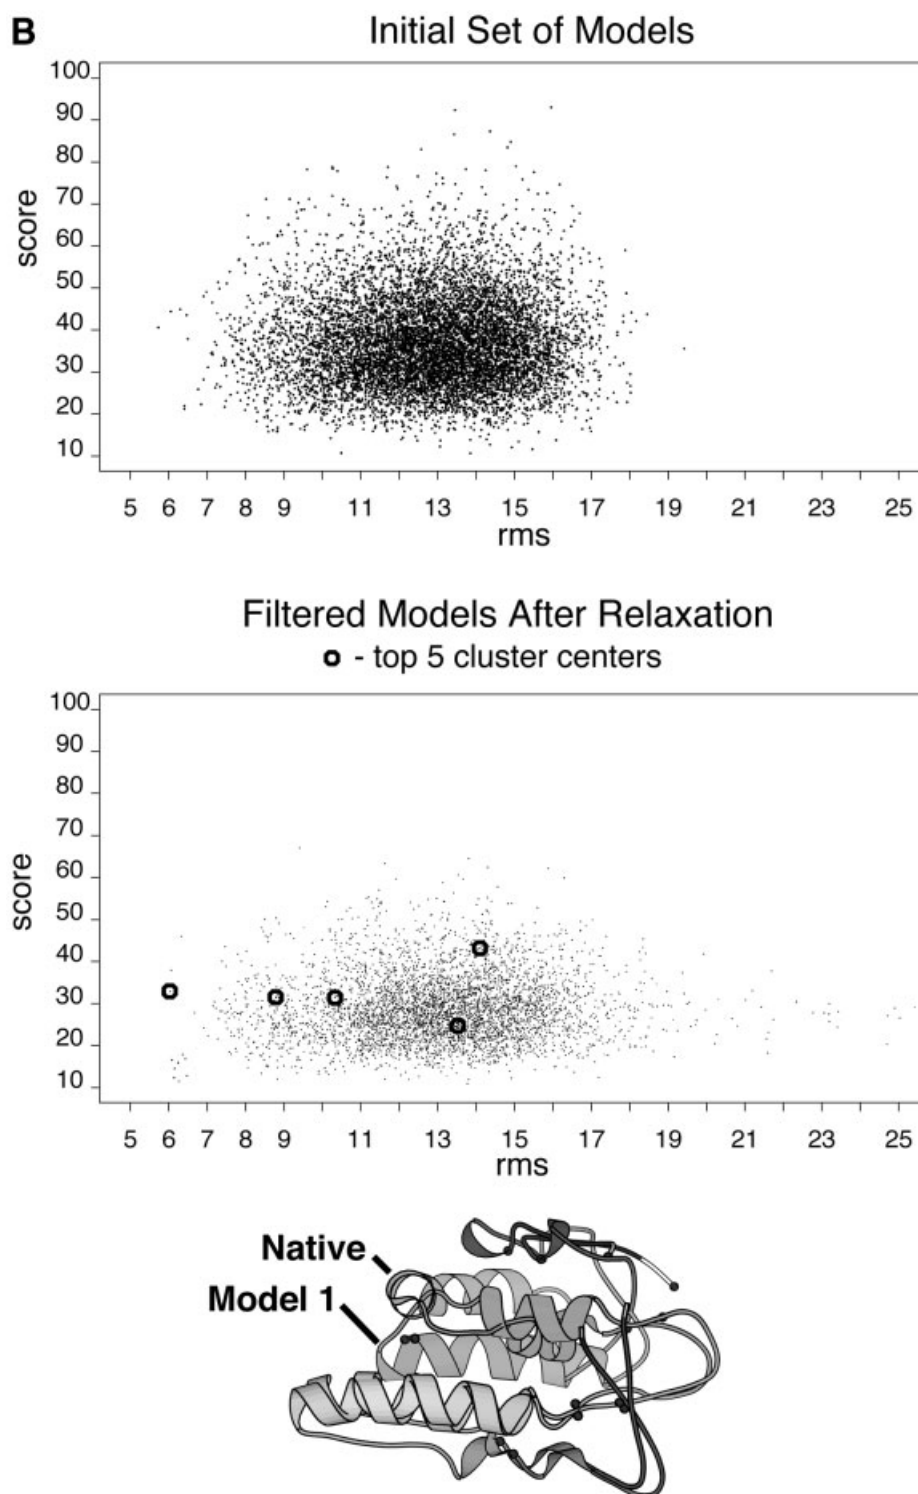 B
Initial Set of Models
100
90
80
70
60
50
40
30
20
10
score
5 6 7 8 9 11 13 15 17 19 21 23 25
rms
Filtered Models After Relaxation
o - top 5 cluster centers
100
90
80
70
60
50
40
30
20
10
score
5 6 7 8 9 11 13 15 17 19 21 23 25
rms
Native
Model 1